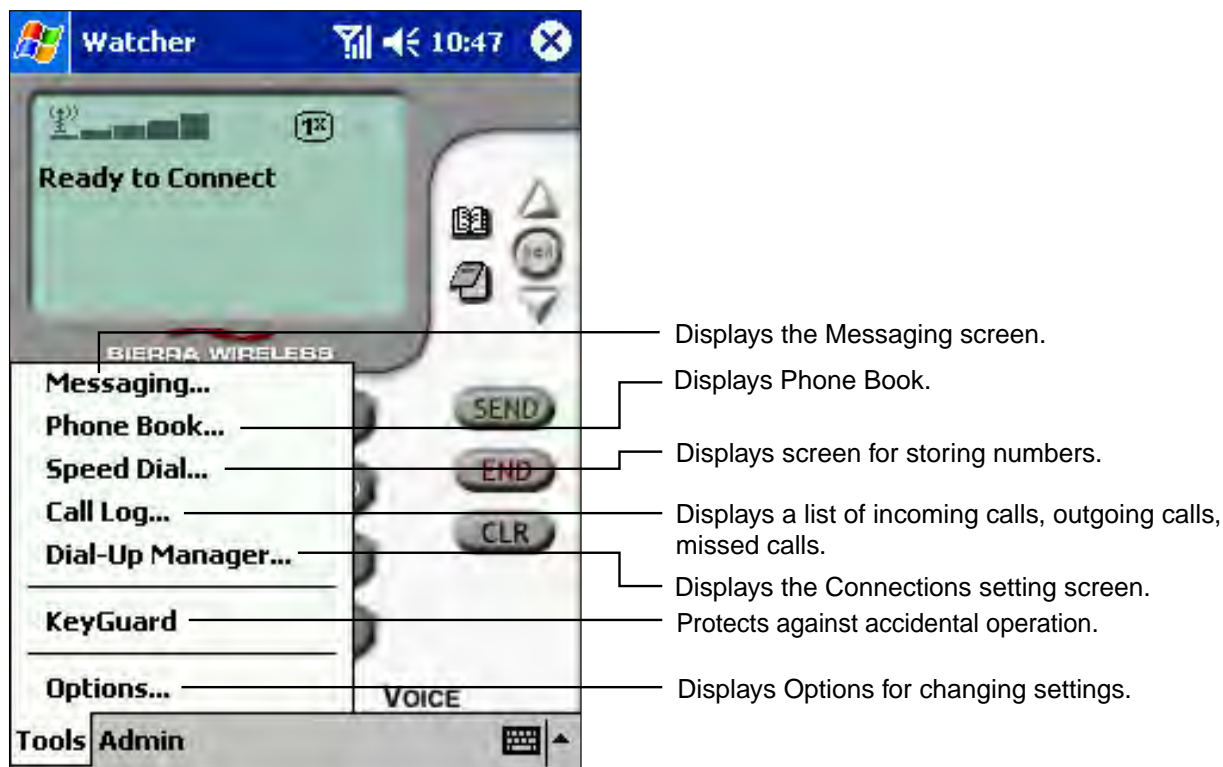 Watcher 10:47
1X
Ready to Connect
SIERRA WIRELESS
Messaging...
Phone Book...
Speed Dial...
Call Log...
Dial-Up Manager...
KeyGuard
Options...
SEND
END
CLR
VOICE
Tools Admin
Displays the Messaging screen.
Displays Phone Book.
Displays screen for storing numbers.
Displays a list of incoming calls, outgoing calls,
missed calls.
Displays the Connections setting screen.
Protects against accidental operation.
Displays Options for changing settings.